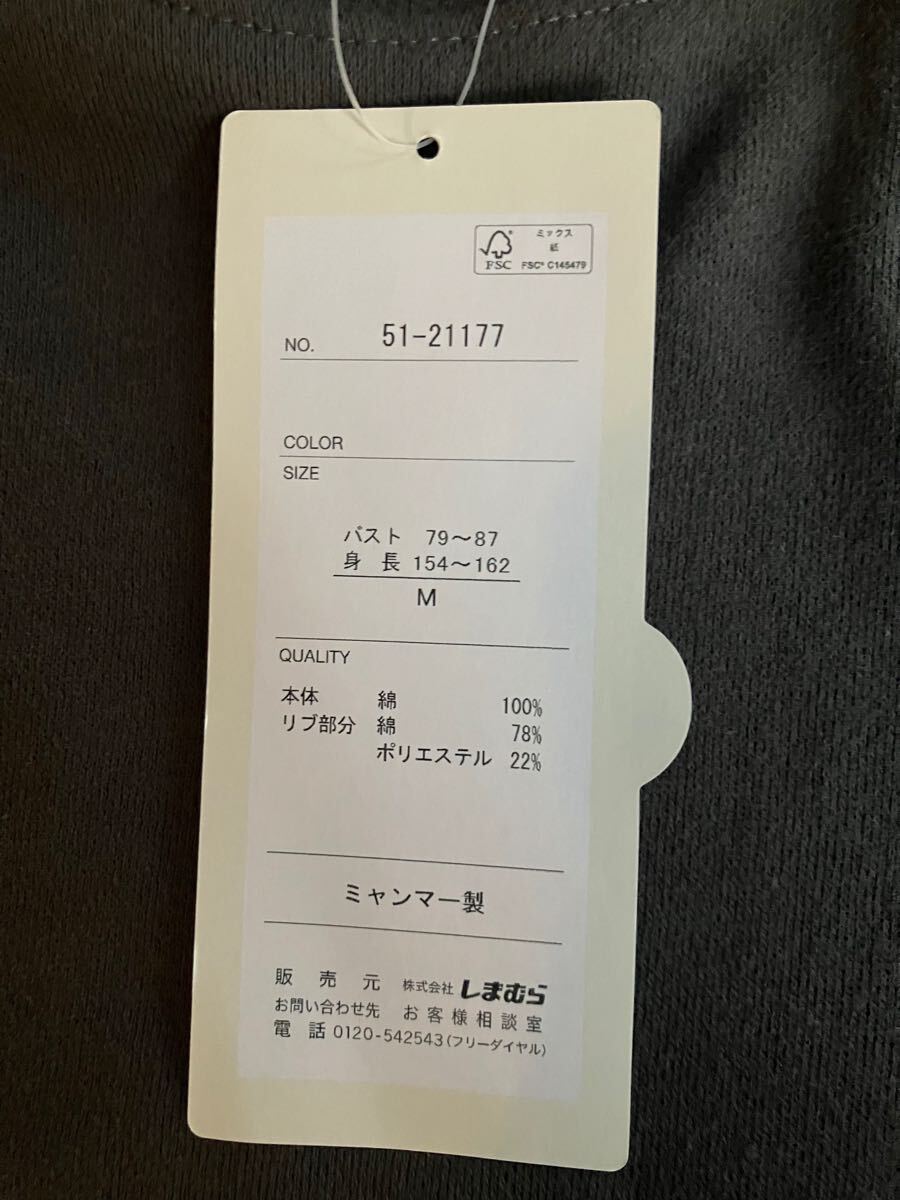 ミックス
紙
FSC® C145479
FSC
NO. 51-21177
COLOR
SIZE
バスト 79～87
身長 154～162
M
QUALITY
本体 綿 100%
リブ部分 綿 78%
ポリエステル 22%
ミャンマー製
販売元 株式会社 しまむら
お問い合わせ先 お客様相談室
電話 0120-542543(フリーダイヤル)